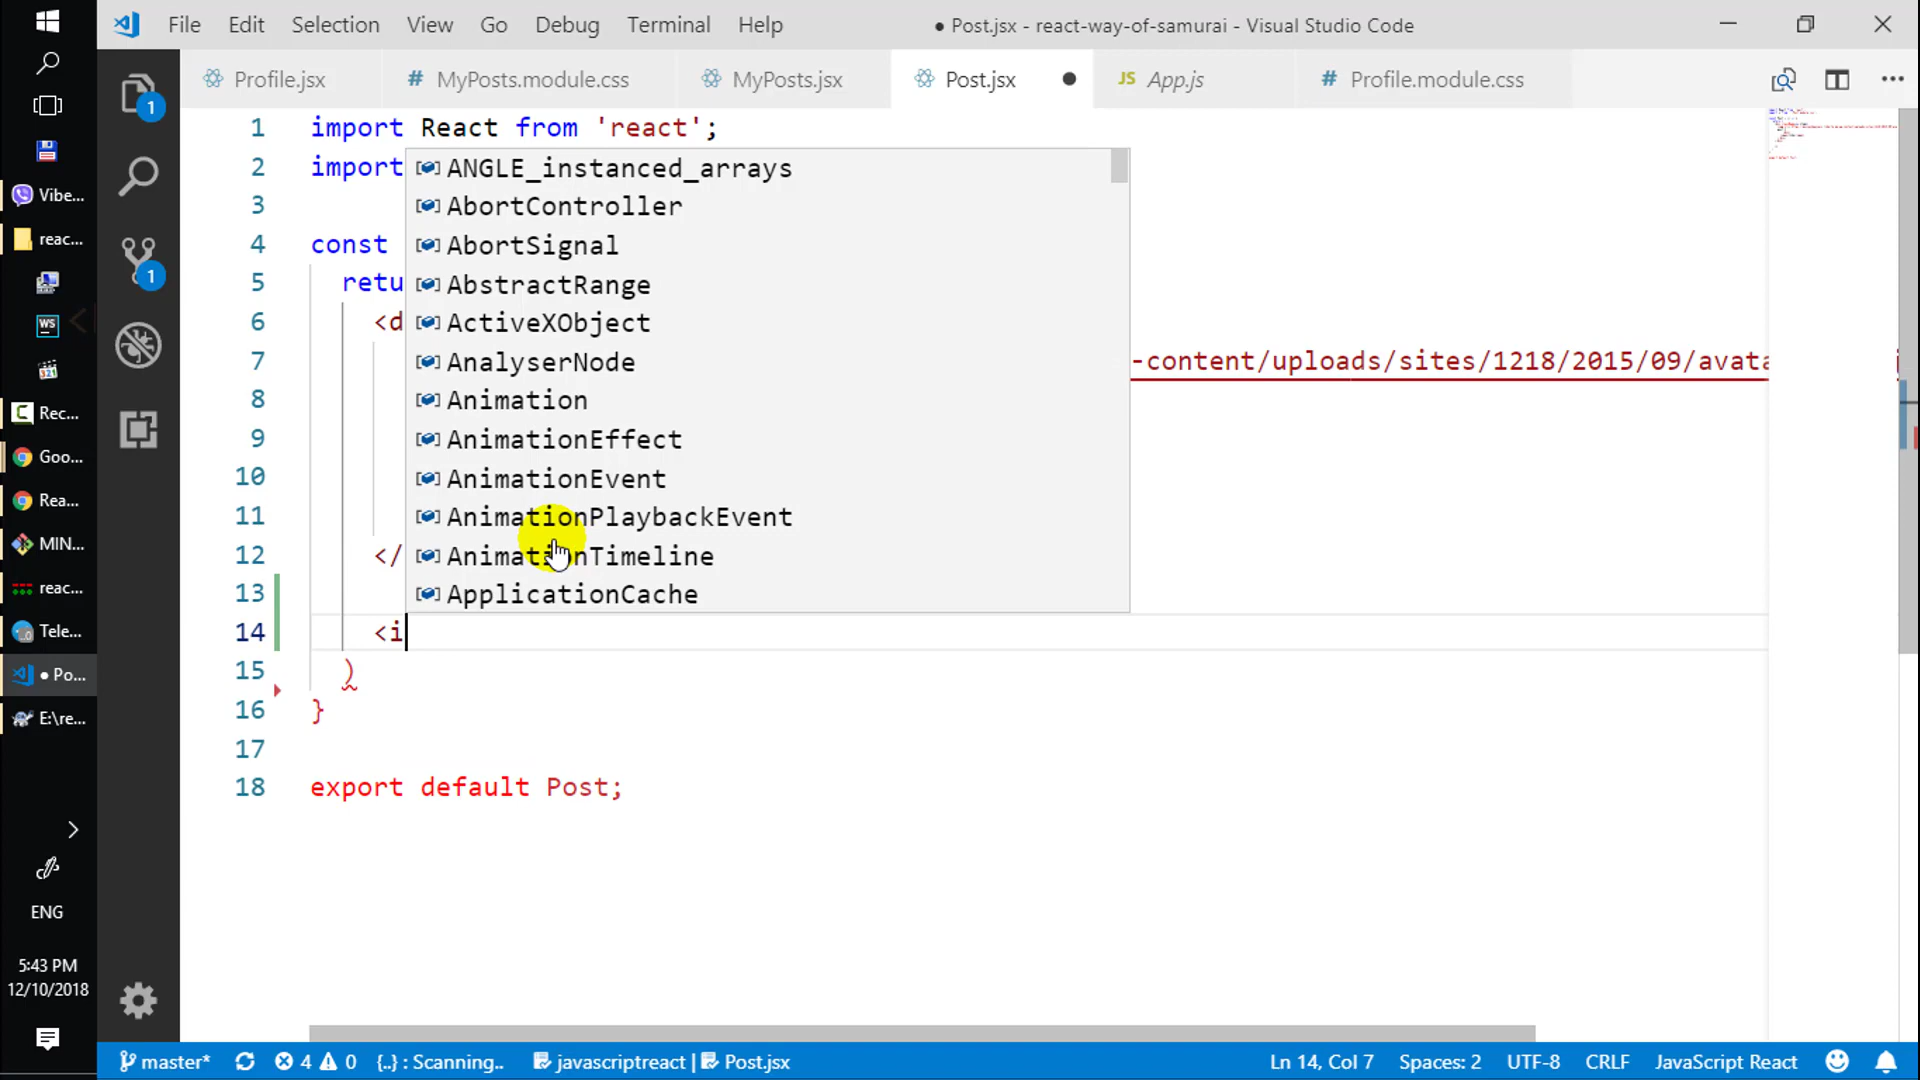 File Edit Selection View Go Debug Terminal Help
● Post.jsx - react-way-of-samurai - Visual Studio Code
Profile.jsx
# MyPosts.module.css
MyPosts.jsx
Post.jsx
JS App.js
# Profile.module.css
1 import React from 'react';
2 import
3
4 const
5 retu
6 <d
7 -content/uploads/sites/1218/2015/09/avata
8
9
10
11
12 </
13
14 <i
15 )
16 }
17
18 export default Post;
ANGLE_instanced_arrays
AbortController
AbortSignal
AbstractRange
ActiveXObject
AnalyserNode
Animation
AnimationEffect
AnimationEvent
AnimationPlaybackEvent
AnimationTimeline
ApplicationCache
1
1
Vibe...
reac...
WS
321
Rec...
Goo...
Rea...
MIN...
reac...
Tele...
● Po...
E:\re...
ENG
5:43 PM
12/10/2018
master* 4 0 {..} : Scanning.. javascriptreact | Post.jsx
Ln 14, Col 7 Spaces: 2 UTF-8 CRLF JavaScript React